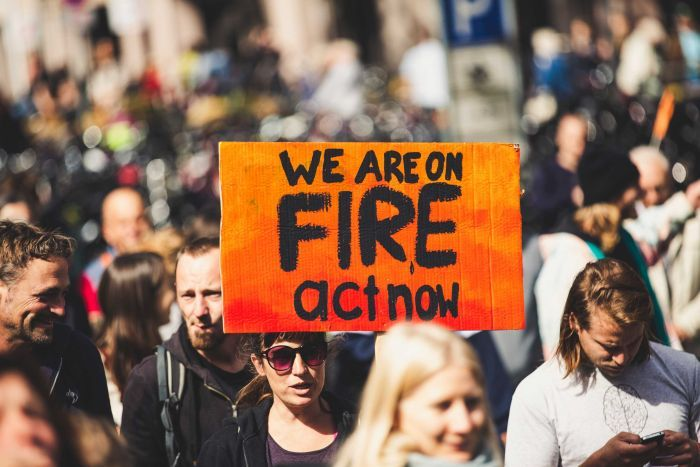 P
WE ARE ON
FIRE
act now